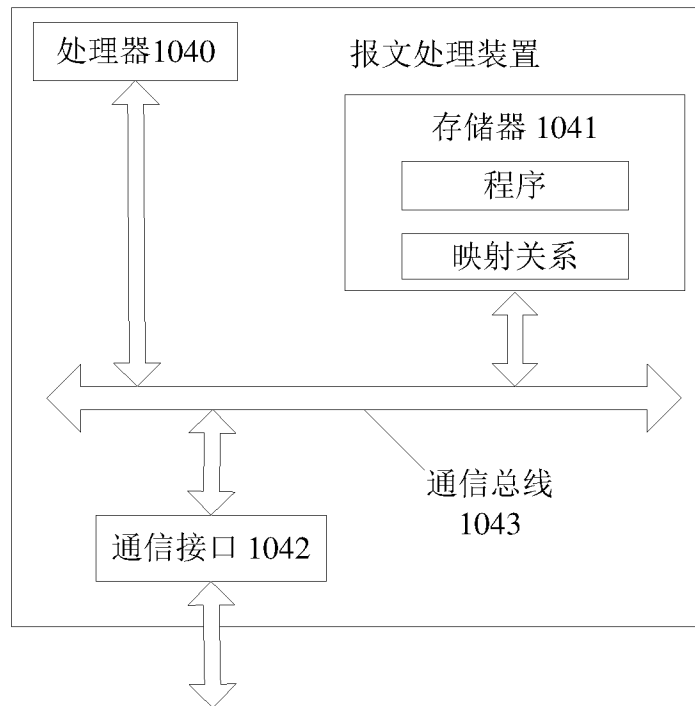 处理器1040
报文处理装置
存储器 1041
程序
映射关系
通信总线
1043
通信接口 1042